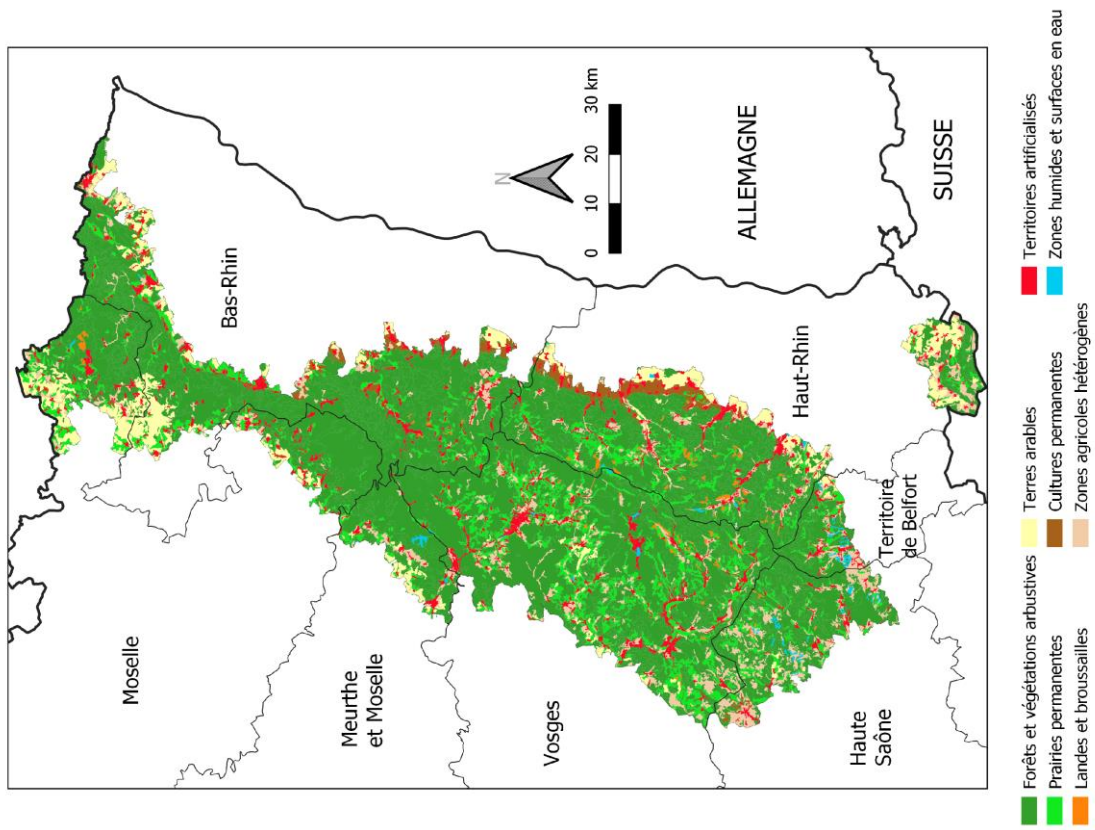 Moselle
Bas-Rhin
Meurthe
et Moselle
Vosges
Haute
Saône
Territoire
de Belfort
Haut-Rhin
N
0 10 20 30 km
ALLEMAGNE
SUISSE
Forêts et végétations arbustives
Prairies permanentes
Landes et broussailles
Terres arables
Cultures permanentes
Zones agricoles hétérogènes
Territoires artificialisés
Zones humides et surfaces en eau